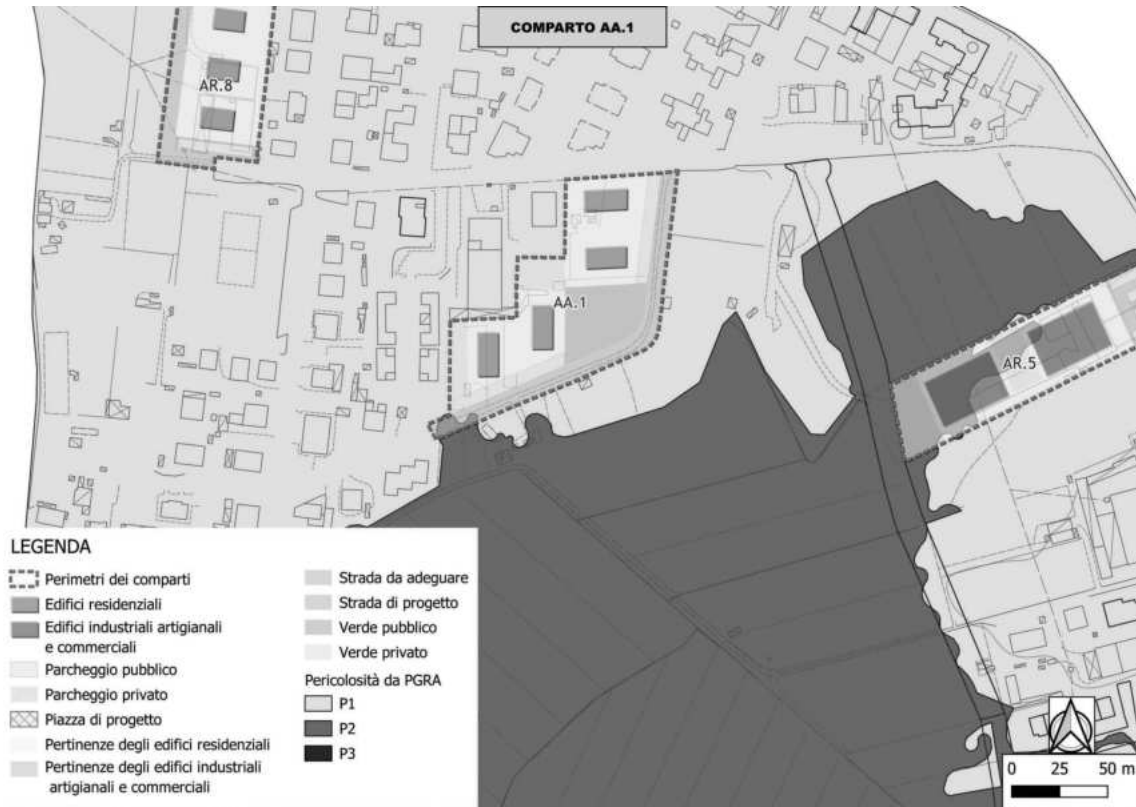 COMPARTO AA.1
AR.8
AA.1
AR.5
LEGENDA
Perimetri dei comparti
Edifici residenziali
Edifici industriali artigianali
e commerciali
Parcheggio pubblico
Parcheggio privato
Piazza di progetto
Pertinenze degli edifici residenziali
Pertinenze degli edifici industriali
artigianali e commerciali
Strada da adeguare
Strada di progetto
Verde pubblico
Verde privato
Pericolosità da PGRA
P1
P2
P3
0 25 50 m